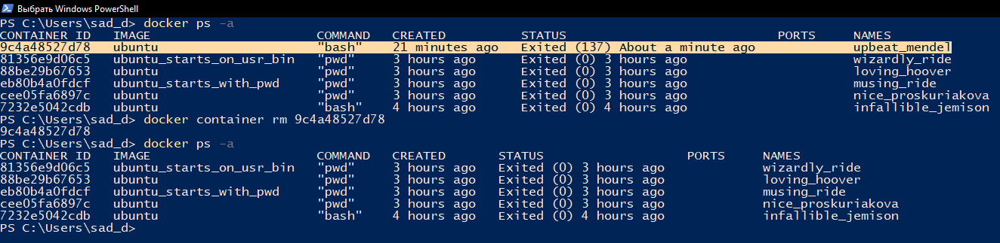 Выбрать Windows PowerShell
PS C:\Users\sad_d> docker ps -a
CONTAINER ID IMAGE COMMAND CREATED STATUS PORTS NAMES
9c4a48527d78 ubuntu "bash" 21 minutes ago Exited (137) About a minute ago upbeat_mendel
81356e9d06c5 ubuntu_starts_on_usr_bin "pwd" 3 hours ago Exited (0) 3 hours ago wizardly_ride
88be29b67653 ubuntu "pwd" 3 hours ago Exited (0) 3 hours ago loving_hoover
eb80b4a0fdcf ubuntu_starts_with_pwd "pwd" 3 hours ago Exited (0) 3 hours ago musing_ride
cee05fa6897c ubuntu "pwd" 3 hours ago Exited (0) 3 hours ago nice_proskuriakova
7232e5042cdb ubuntu "bash" 4 hours ago Exited (0) 4 hours ago infallible_jemison
PS C:\Users\sad_d> docker container rm 9c4a48527d78
9c4a48527d78
PS C:\Users\sad_d> docker ps -a
CONTAINER ID IMAGE COMMAND CREATED STATUS PORTS NAMES
81356e9d06c5 ubuntu_starts_on_usr_bin "pwd" 3 hours ago Exited (0) 3 hours ago wizardly_ride
88be29b67653 ubuntu "pwd" 3 hours ago Exited (0) 3 hours ago loving_hoover
eb80b4a0fdcf ubuntu_starts_with_pwd "pwd" 3 hours ago Exited (0) 3 hours ago musing_ride
cee05fa6897c ubuntu "pwd" 3 hours ago Exited (0) 3 hours ago nice_proskuriakova
7232e5042cdb ubuntu "bash" 4 hours ago Exited (0) 4 hours ago infallible_jemison
PS C:\Users\sad_d>